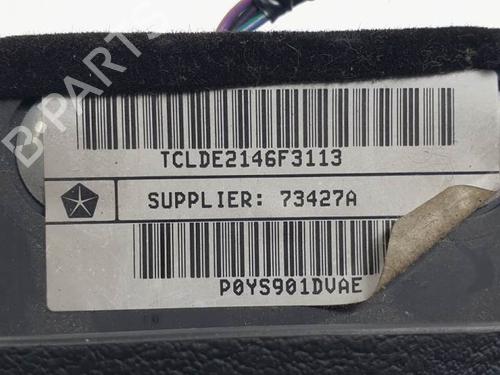 B-PARTS
TCLDE2146F3113
SUPPLIER: 73427A
P0YS901DVAE